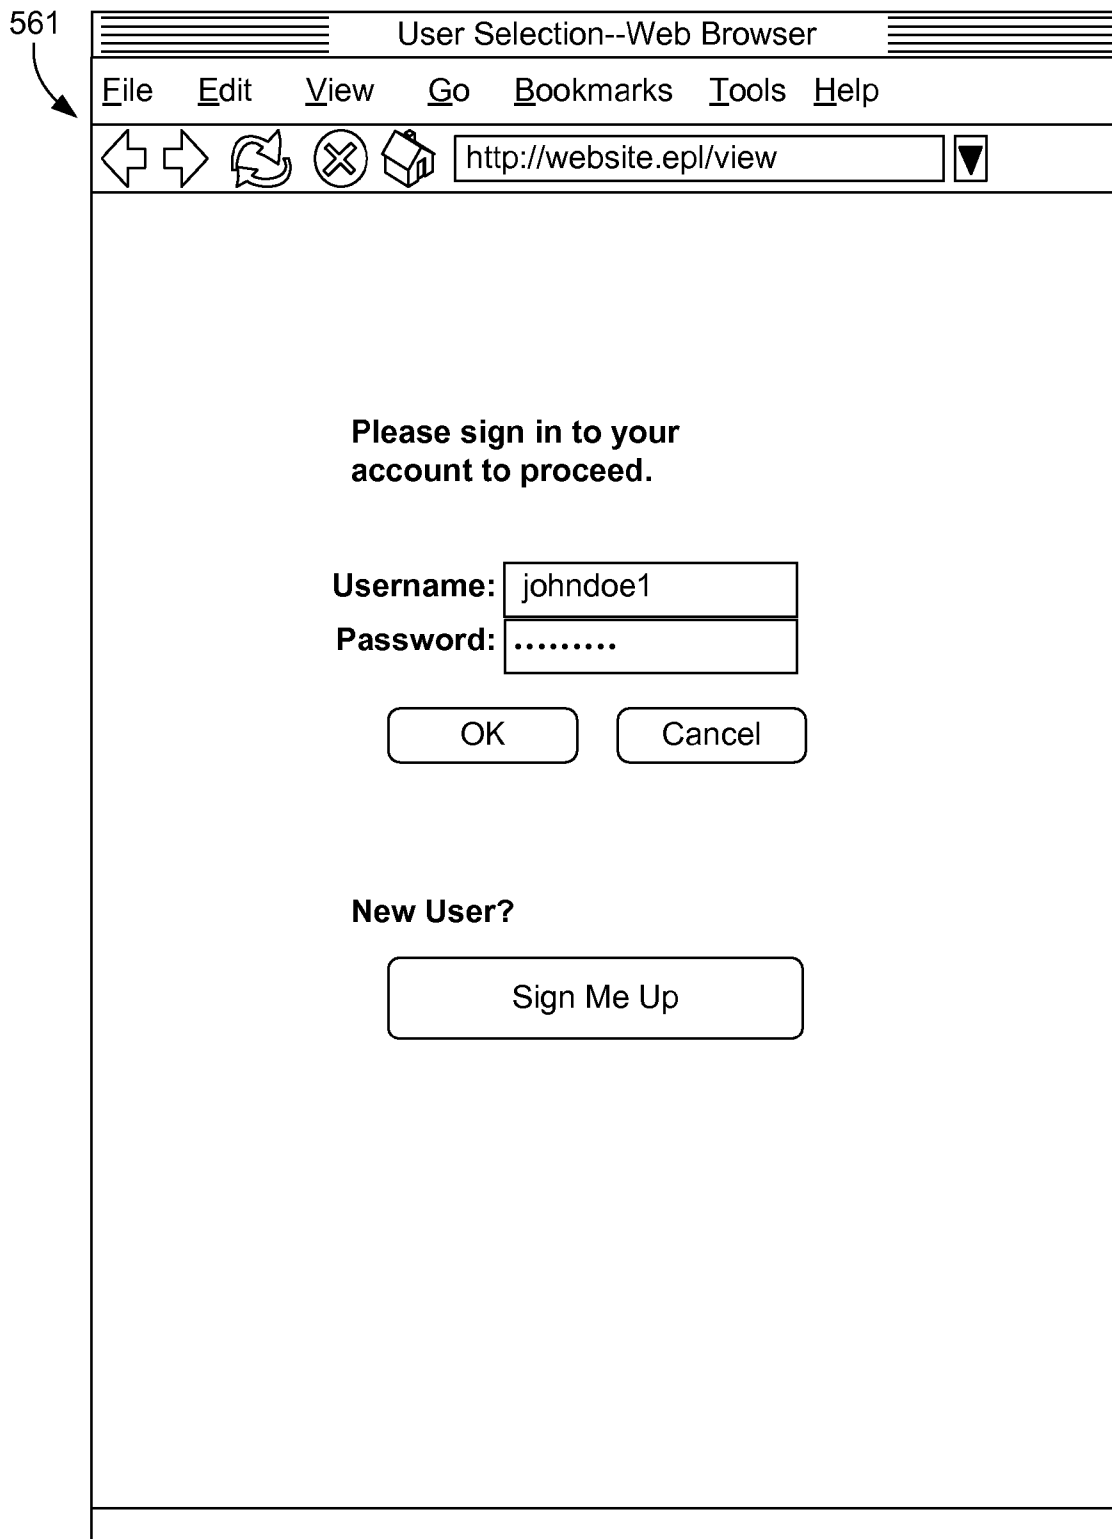 561
User Selection--Web Browser
File Edit View Go Bookmarks Tools Help
http://website.epl/view
Please sign in to your
account to proceed.
Username: johndoe1
Password: .........
OK Cancel
New User?
Sign Me Up